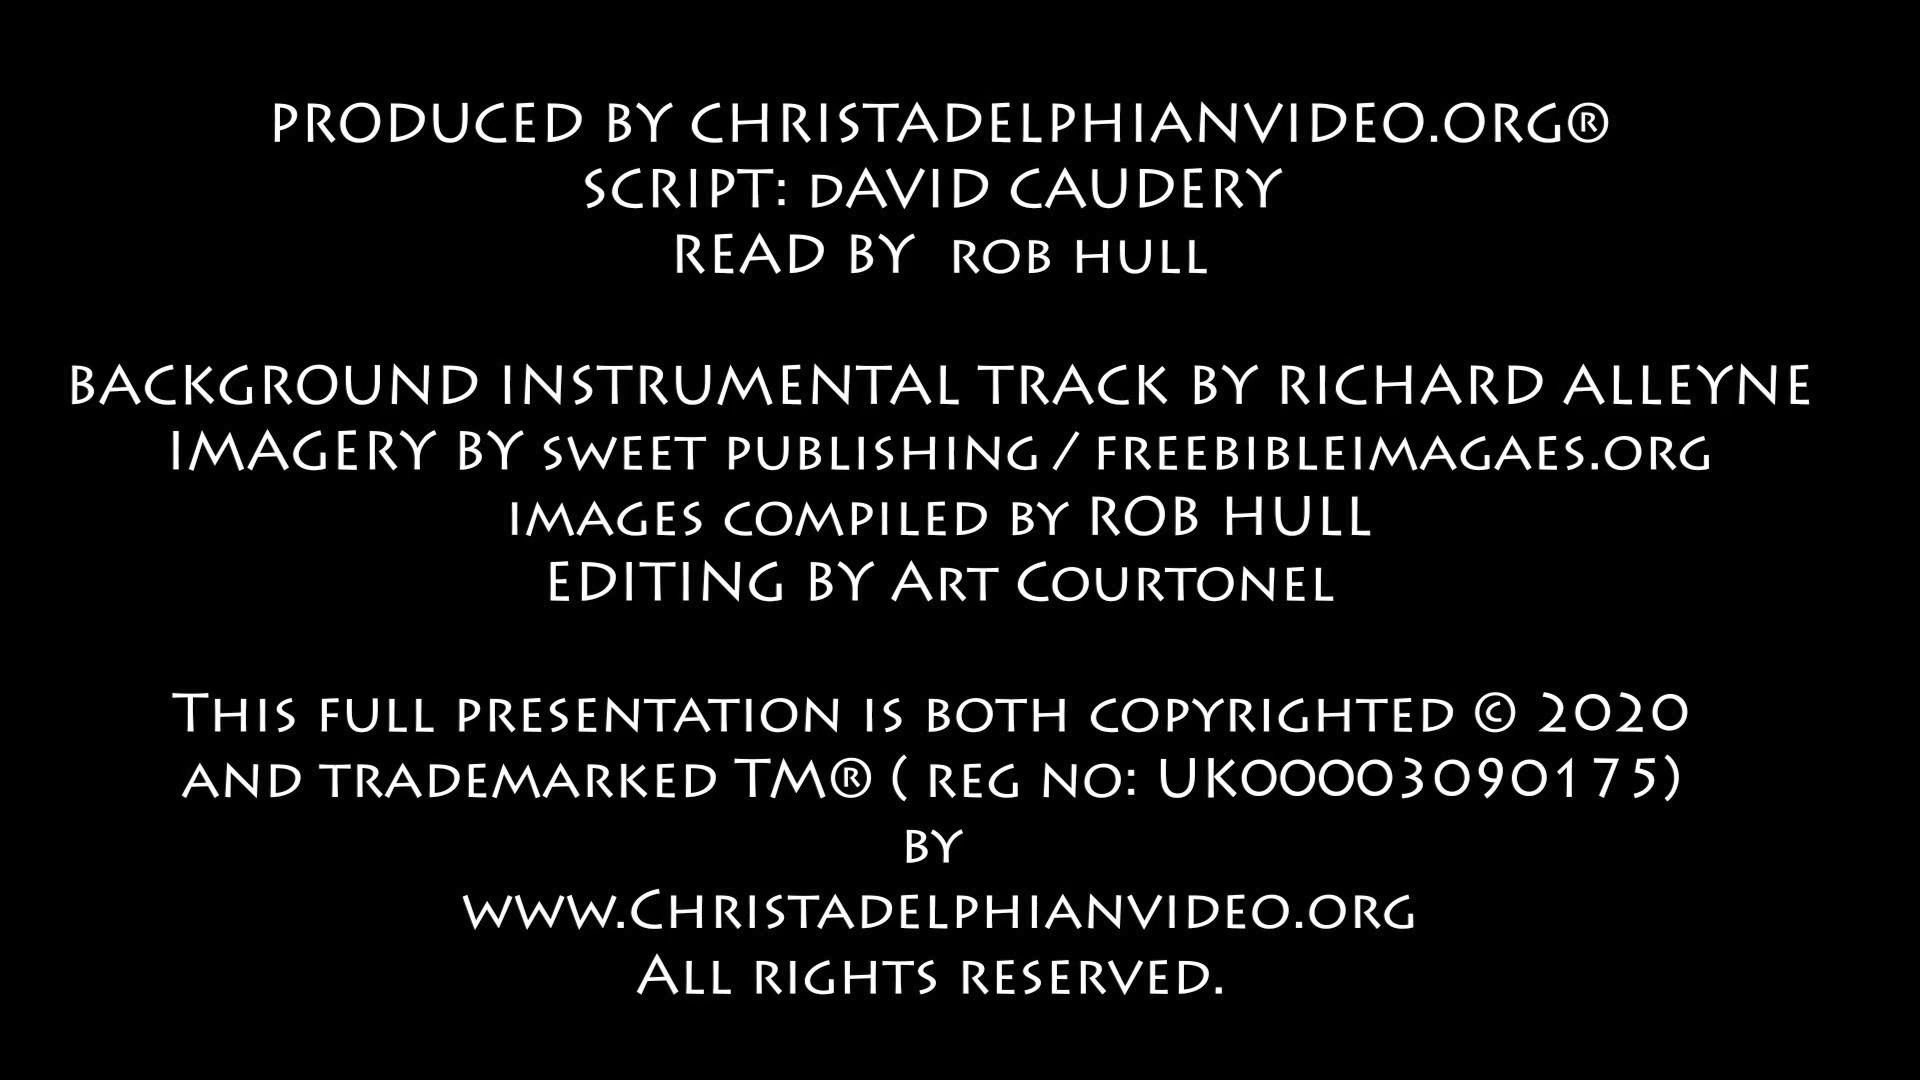 PRODUCED BY CHRISTADELPHIANVIDEO.ORG®
SCRIPT: dAVID CAUDERY
READ BY rob hull
BACKGROUND INSTRUMENTAL TRACK BY RICHARD ALLEYNE
IMAGERY BY sweet publishing / freebibleimagaes.org
images compiled by ROB HULL
EDITING BY Art Courtonel
This full presentation is both copyrighted © 2020
and trademarked TM® ( reg no: UK00003090175)
by
www.Christadelphianvideo.org
All rights reserved.